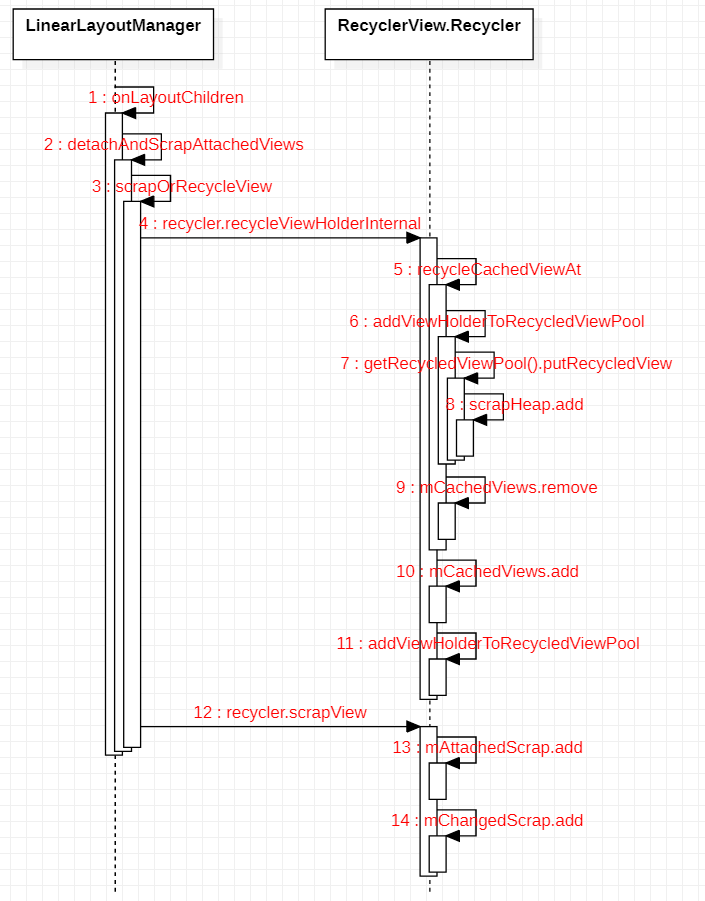 LinearLayoutManager
RecyclerView.Recycler
1 : onLayoutChildren
2 : detachAndScrapAttachedViews
3 : scrapOrRecycleView
4 : recycler.recycleViewHolderInternal
5 : recycleCachedViewAt
6 : addViewHolderToRecycledViewPool
7 : getRecycledViewPool().putRecycledView
8 : scrapHeap.add
9 : mCachedViews.remove
10 : mCachedViews.add
11 : addViewHolderToRecycledViewPool
12 : recycler.scrapView
13 : mAttachedScrap.add
14 : mChangedScrap.add